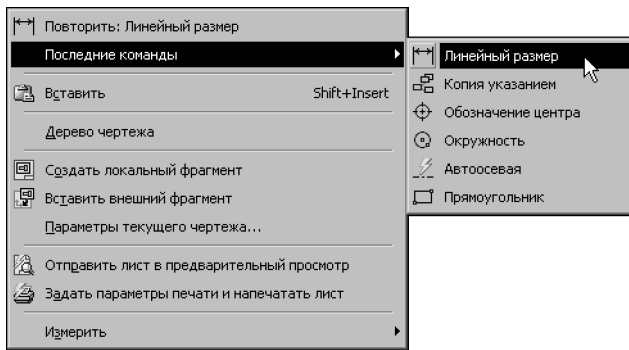 Повторить: Линейный размер
Последние команды
Вставить Shift+Insert
Дерево чертежа
Создать локальный фрагмент
Вставить внешний фрагмент
Параметры текущего чертежа...
Отправить лист в предварительный просмотр
Задать параметры печати и напечатать лист
Измерить
Линейный размер
Копия указанием
Обозначение центра
Окружность
Автоосевая
Прямоугольник